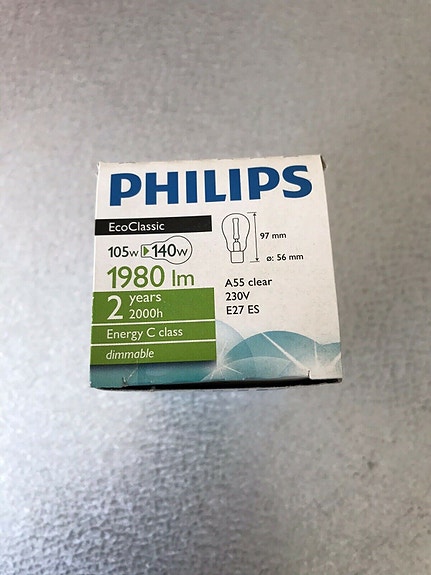 PHILIPS
EcoClassic
105w 140w
1980 lm
2 years
2000h
Energy C class
dimmable
97 mm
ø: 56 mm
A55 clear
230V
E27 ES